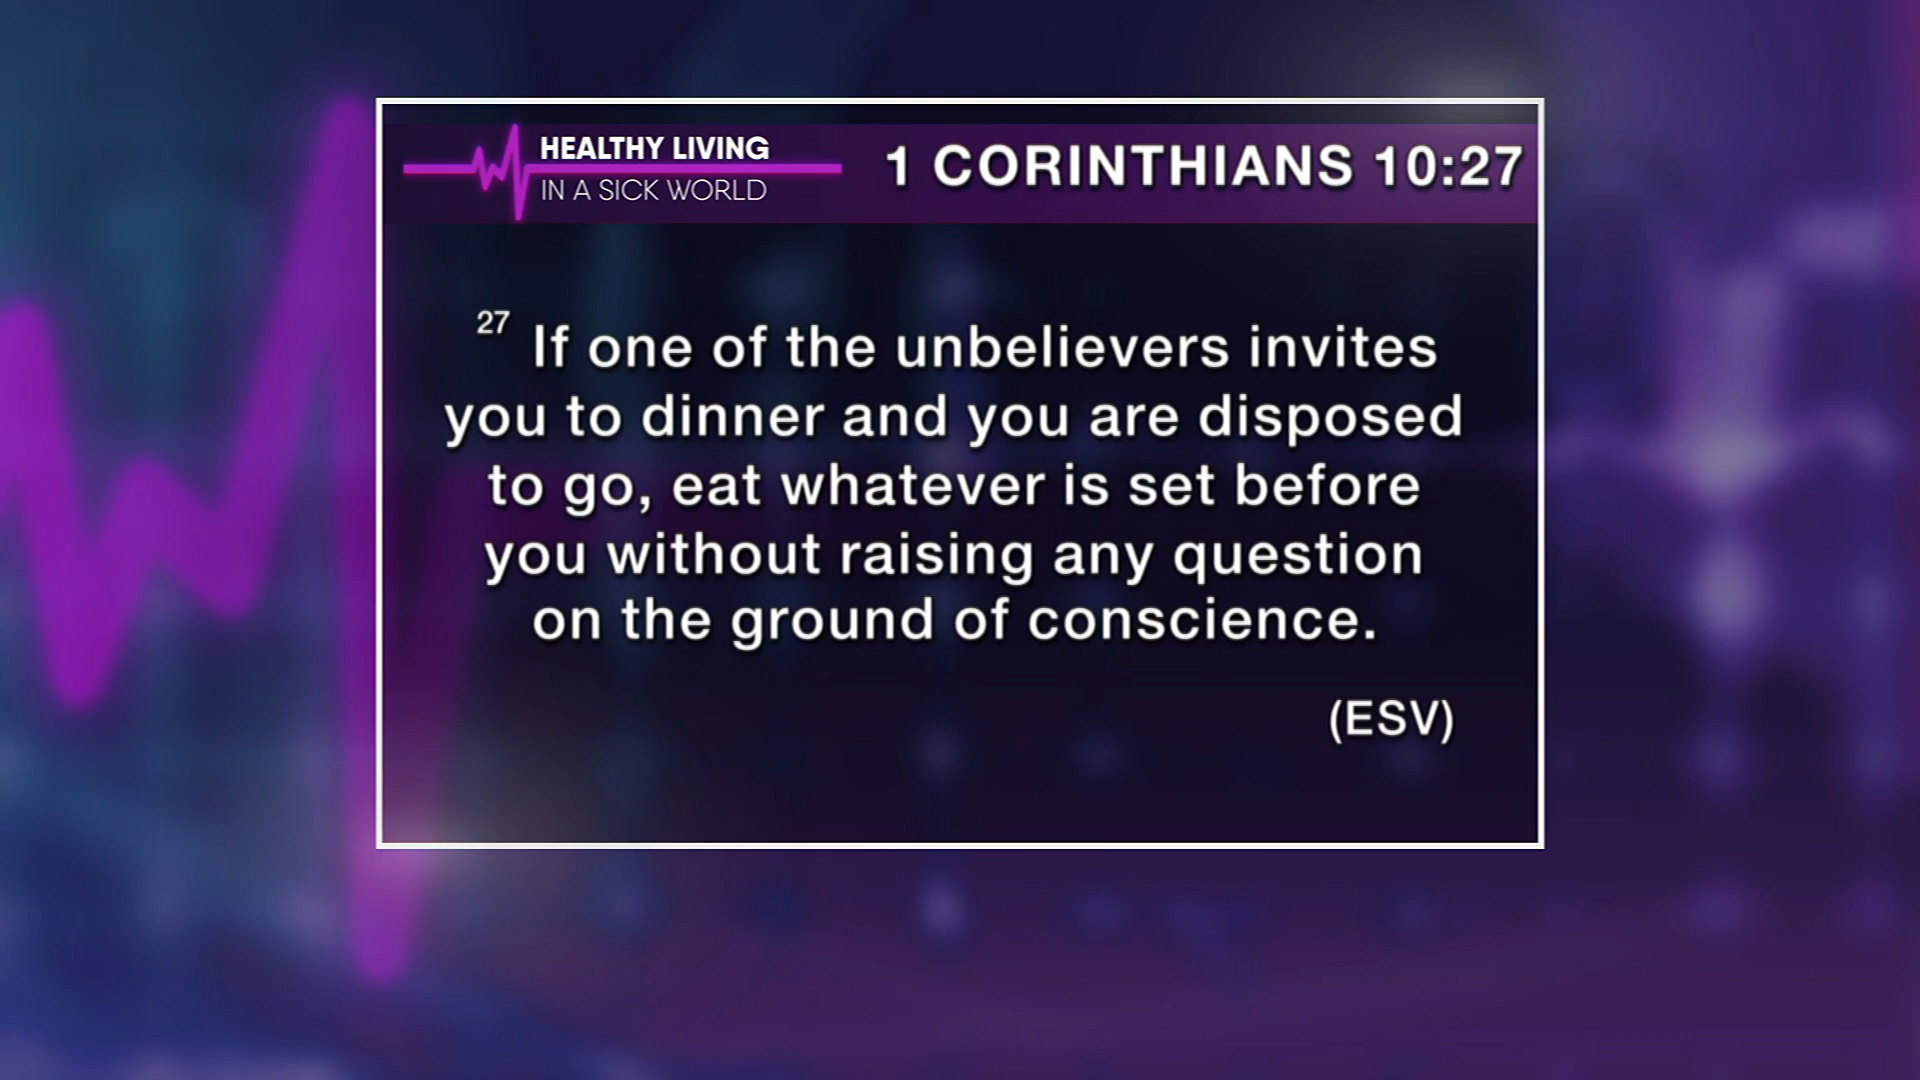 HEALTHY LIVING
IN A SICK WORLD
1 CORINTHIANS 10:27
27 If one of the unbelievers invites
you to dinner and you are disposed
to go, eat whatever is set before
you without raising any question
on the ground of conscience.
(ESV)